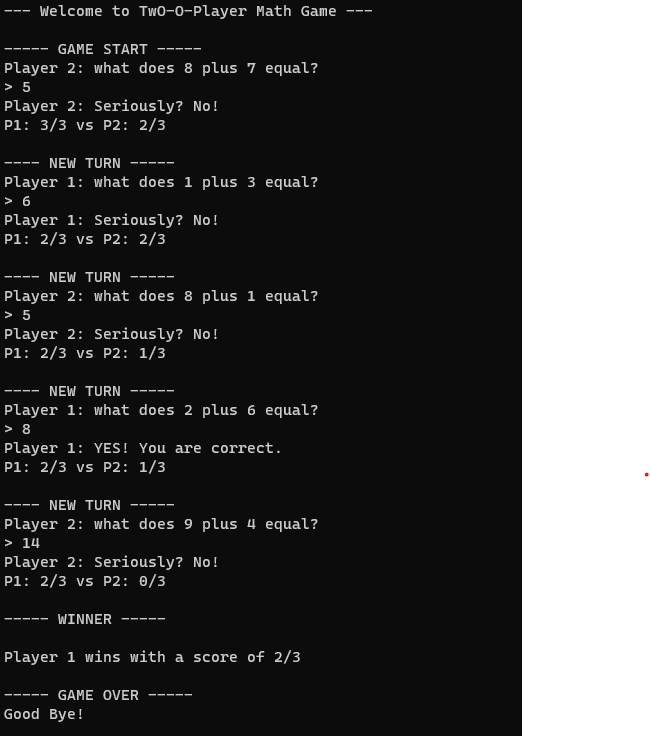 --- Welcome to TwO-O-Player Math Game ---
----- GAME START -----
Player 2: what does 8 plus 7 equal?
> 5
Player 2: Seriously? No!
P1: 3/3 vs P2: 2/3
---- NEW TURN -----
Player 1: what does 1 plus 3 equal?
> 6
Player 1: Seriously? No!
P1: 2/3 vs P2: 2/3
---- NEW TURN -----
Player 2: what does 8 plus 1 equal?
> 5
Player 2: Seriously? No!
P1: 2/3 vs P2: 1/3
---- NEW TURN -----
Player 1: what does 2 plus 6 equal?
> 8
Player 1: YES! You are correct.
P1: 2/3 vs P2: 1/3
---- NEW TURN -----
Player 2: what does 9 plus 4 equal?
> 14
Player 2: Seriously? No!
P1: 2/3 vs P2: 0/3
----- WINNER -----
Player 1 wins with a score of 2/3
----- GAME OVER -----
Good Bye!